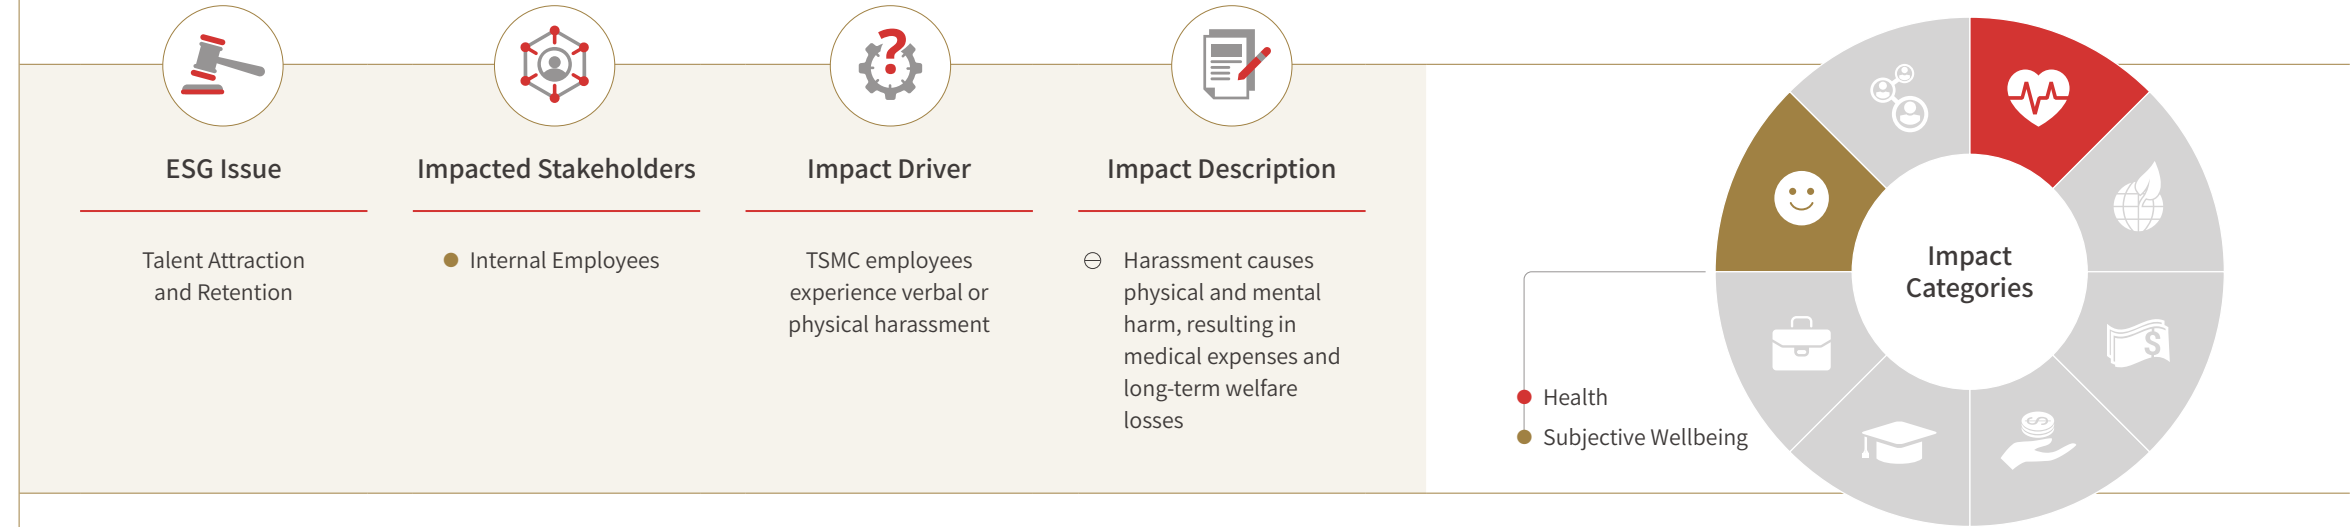 ESG Issue
Talent Attraction
and Retention
Impacted Stakeholders
Internal Employees
Impact Driver
TSMC employees
experience verbal or
physical harassment
Impact Description
Harassment causes
physical and mental
harm, resulting in
medical expenses and
long-term welfare
losses
Health
Subjective Wellbeing
Impact
Categories